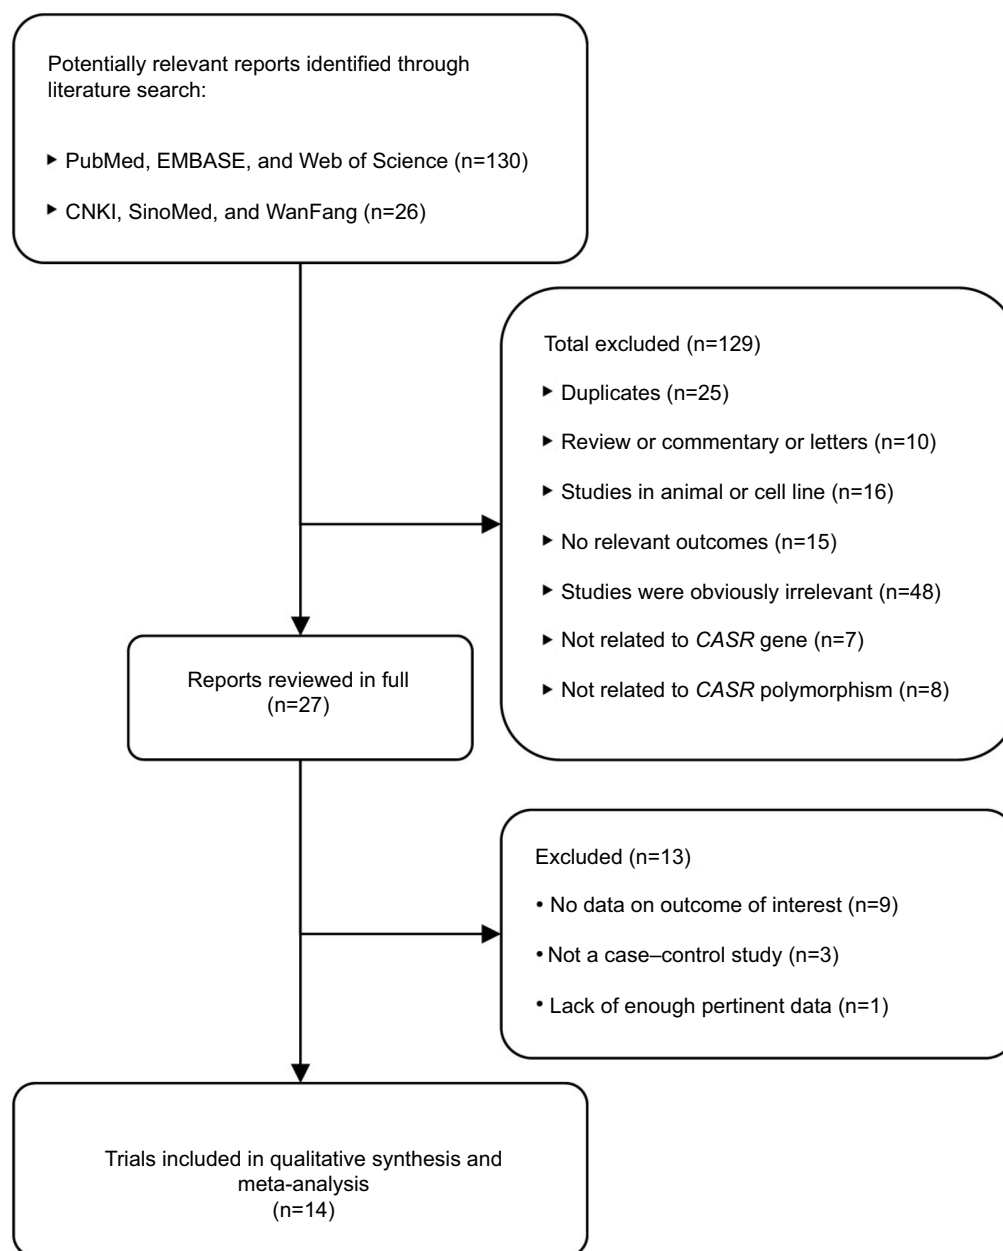 Potentially relevant reports identified through
literature search:
▶ PubMed, EMBASE, and Web of Science (n=130)
▶ CNKI, SinoMed, and WanFang (n=26)
Total excluded (n=129)
▶ Duplicates (n=25)
▶ Review or commentary or letters (n=10)
▶ Studies in animal or cell line (n=16)
▶ No relevant outcomes (n=15)
▶ Studies were obviously irrelevant (n=48)
▶ Not related to CASR gene (n=7)
▶ Not related to CASR polymorphism (n=8)
Reports reviewed in full
(n=27)
Excluded (n=13)
• No data on outcome of interest (n=9)
• Not a case–control study (n=3)
• Lack of enough pertinent data (n=1)
Trials included in qualitative synthesis and
meta-analysis
(n=14)